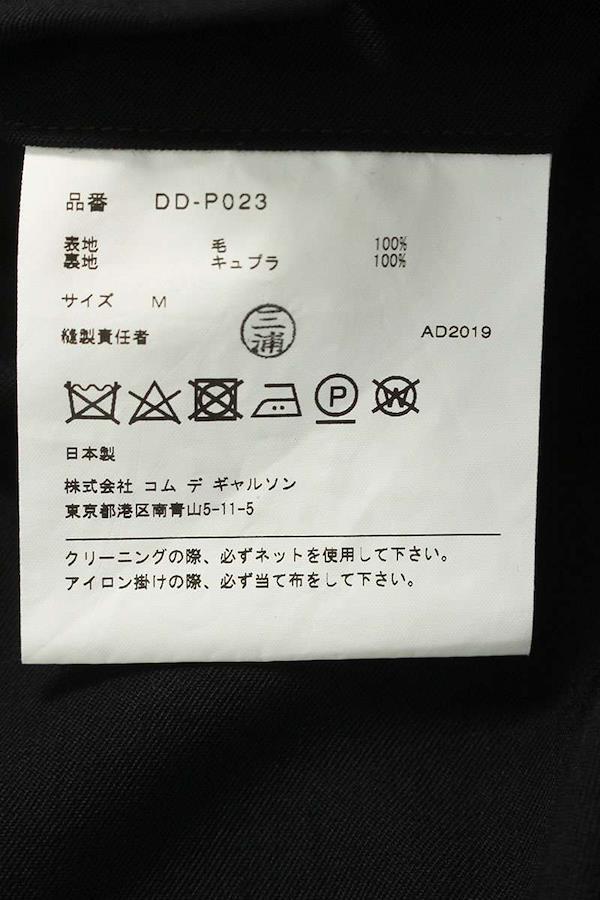 品番 DD-P023
表地 毛 100%
裏地 キュプラ 100%
サイズ M
縫製責任者 三浦 AD2019
P W
日本製
株式会社 コム デ ギャルソン
東京都港区南青山5-11-5
クリーニングの際、必ずネットを使用して下さい。
アイロン掛けの際、必ず当て布をして下さい。